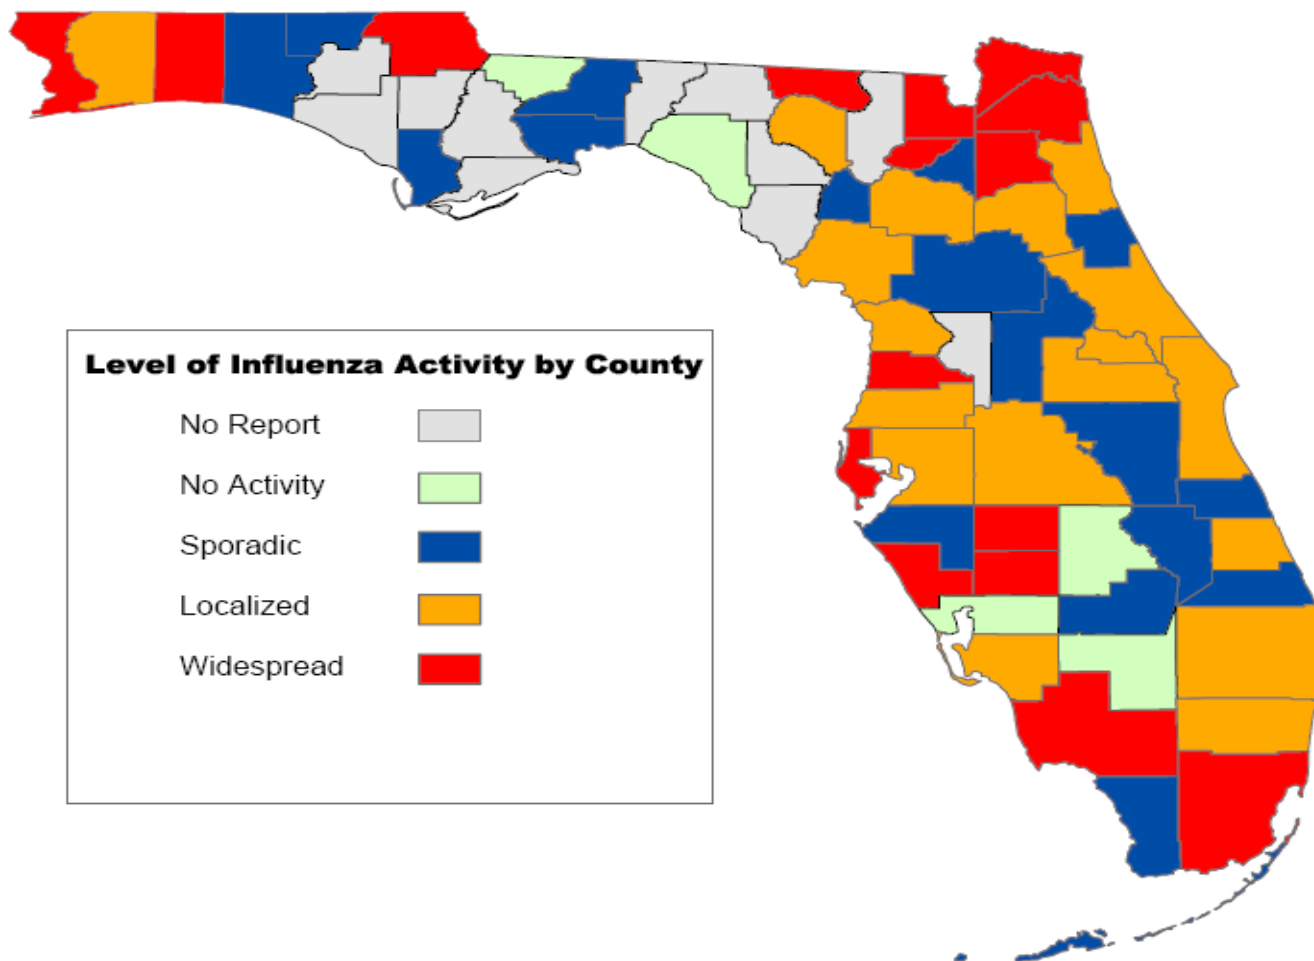 Level of Influenza Activity by County
No Report
No Activity
Sporadic
Localized
Widespread